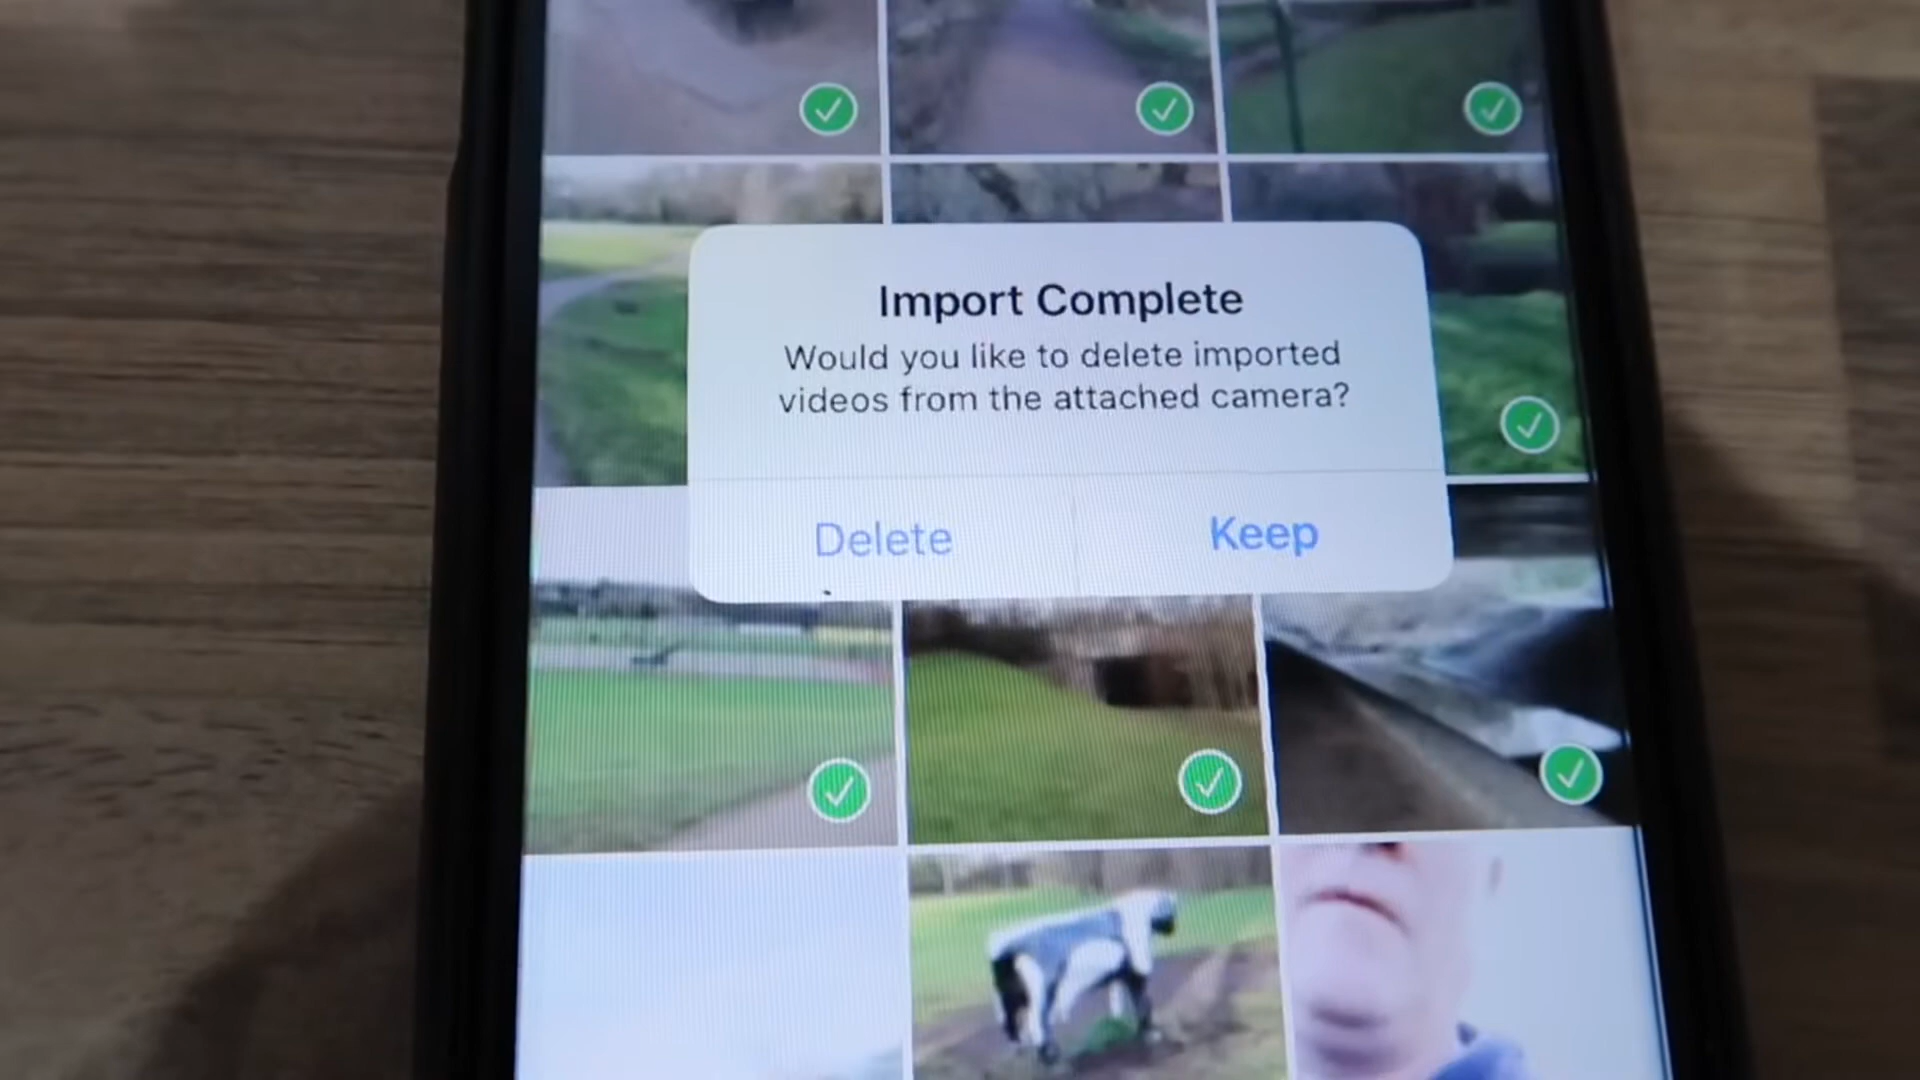 Import Complete
Would you like to delete imported
videos from the attached camera?
Delete
Keep